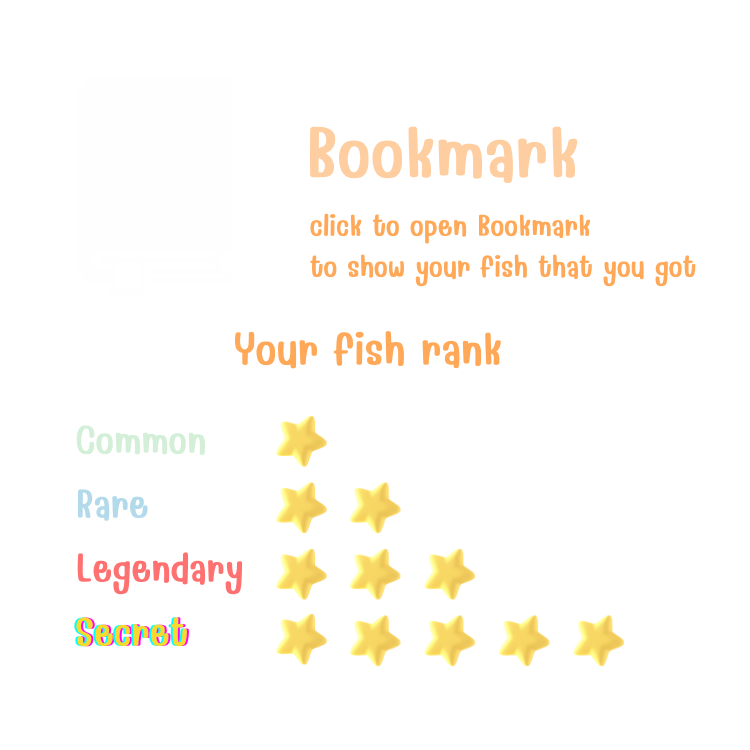 Bookmark
click to open Bookmark
to show your fish that you got
Your fish rank
Common
Rare
Legendary
Secret